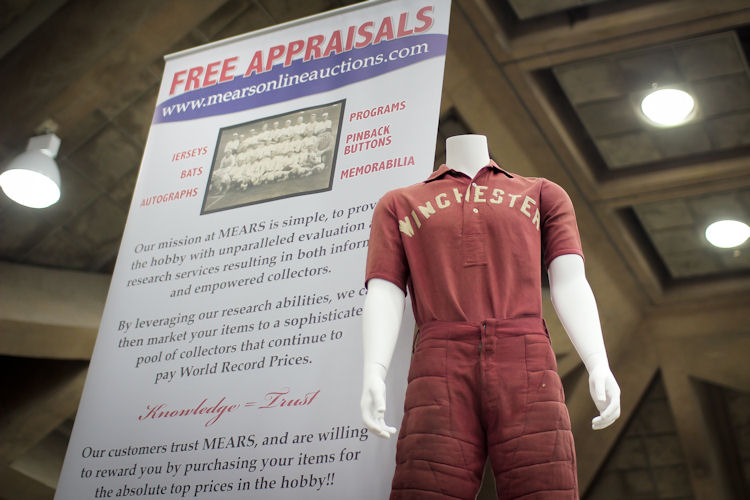 FREE APPRAISALS
www.mearsonlineauctions.com
JERSEYS
BATS
AUTOGRAPHS
PROGRAMS
PINBACK
BUTTONS
MEMORABILIA
Our mission at MEARS is simple, to
the hobby with unparalleled evaluation
research services resulting in both
and empowered collectors.
By leveraging our research abilities, we
then market your items to a
pool of collectors that continue to
pay World Record Prices.
Knowledge = Trust
Our customers trust MEARS, and are willing
to reward you by purchasing your items for
the absolute top prices in the hobby!!
WINCHESTER